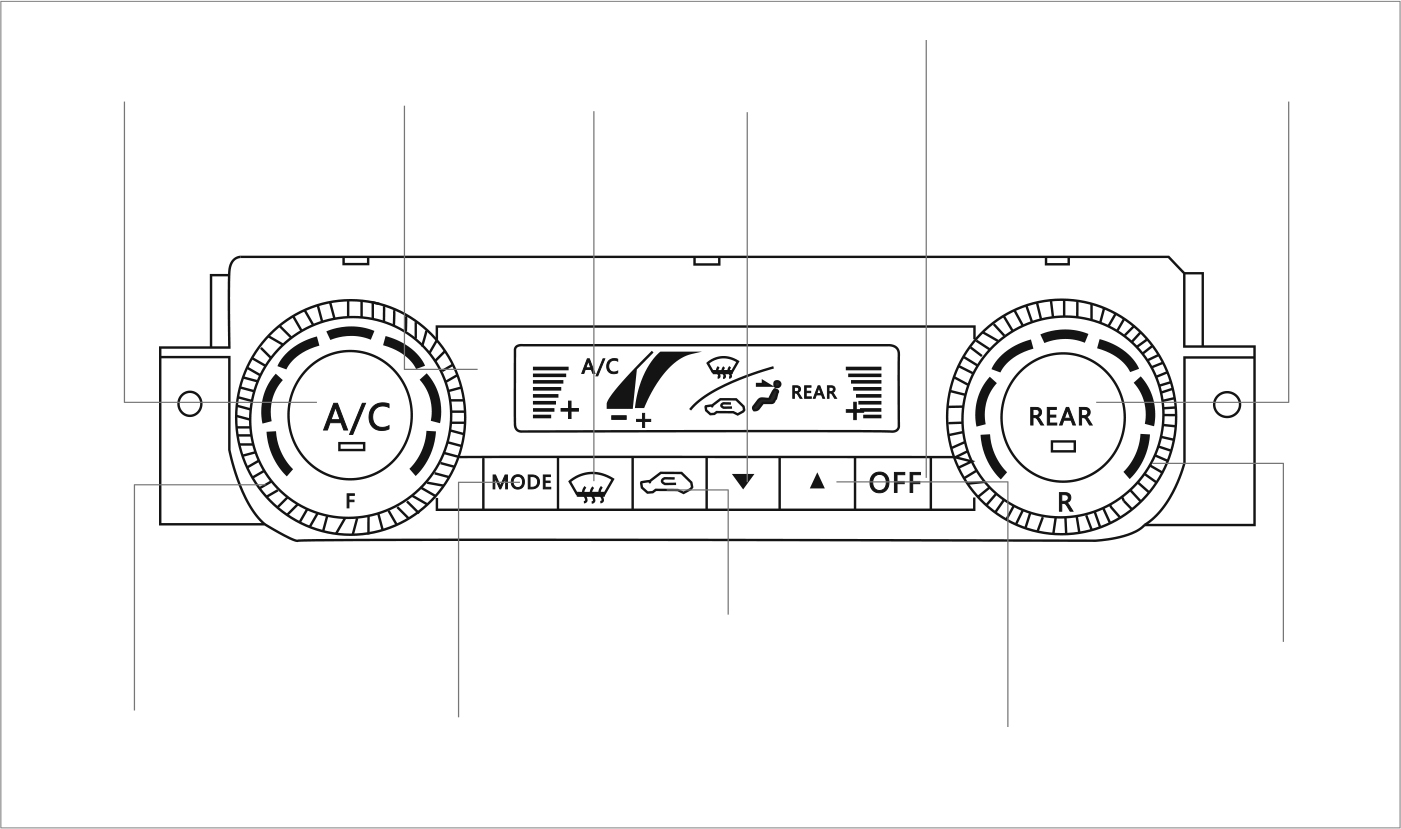 A/C
REAR
+
- +
+
A/C
REAR
F
R
MODE
▼
▲
OFF